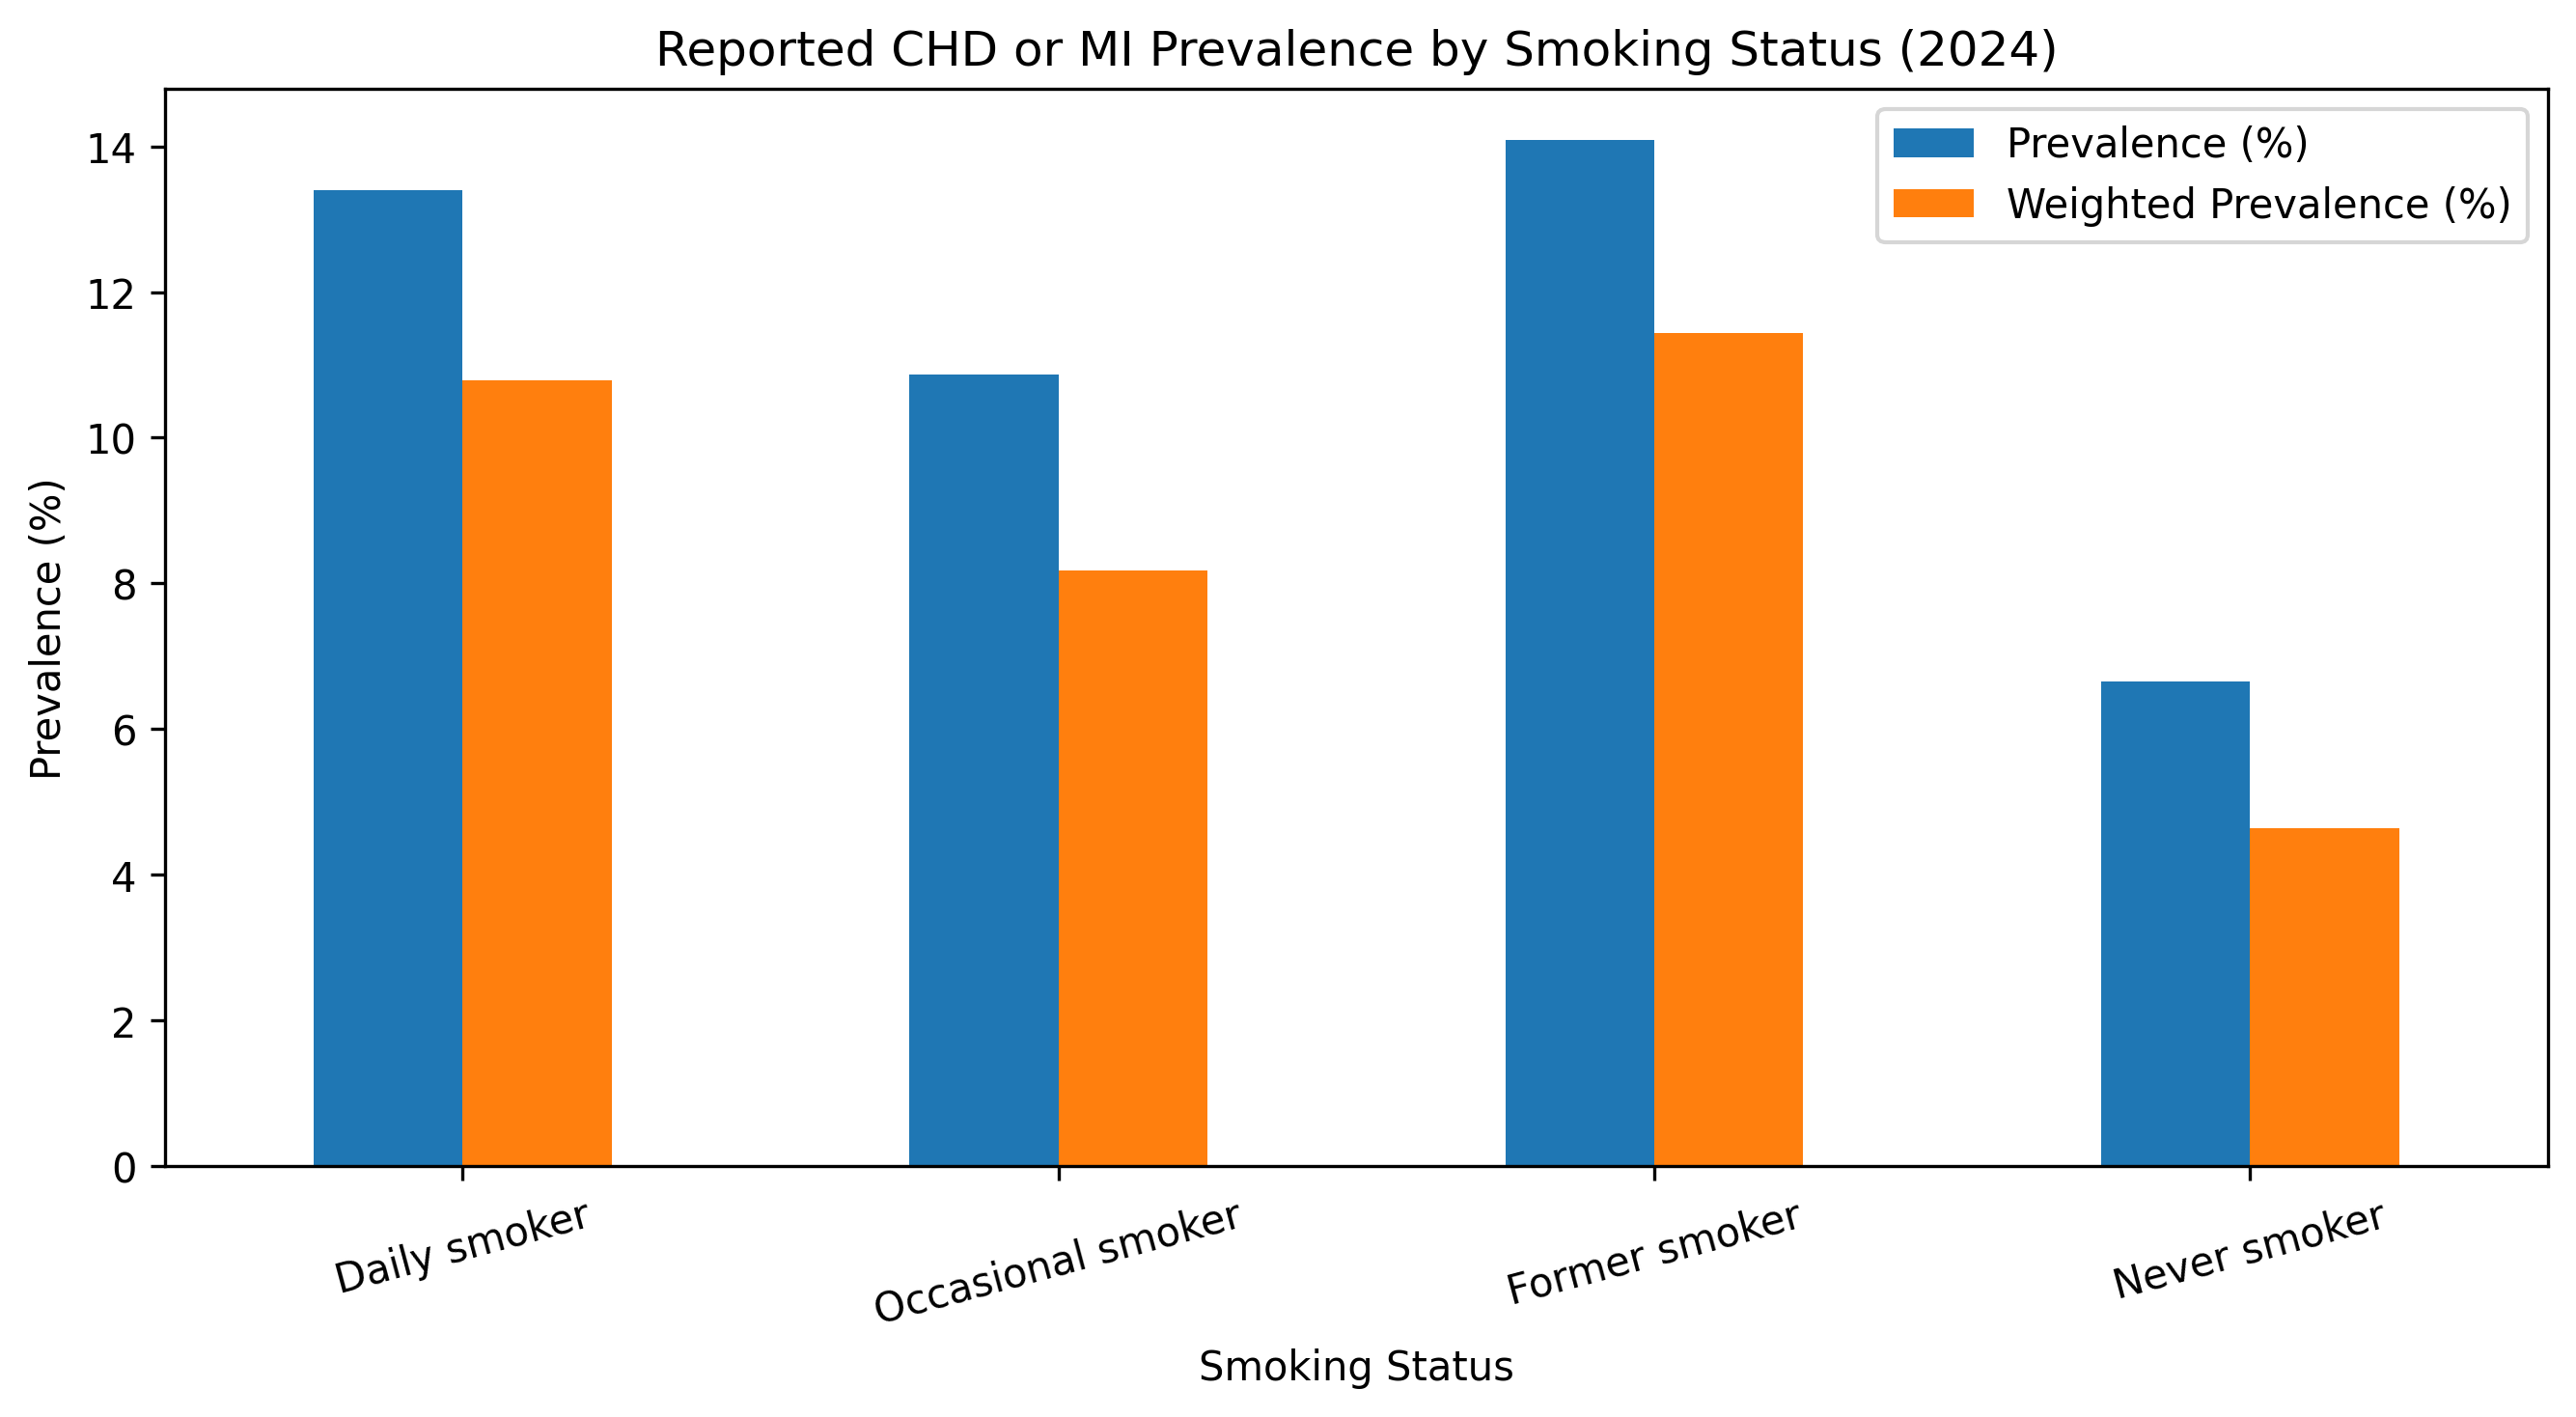 Reported CHD or MI Prevalence by Smoking Status (2024)
Prevalence (%)
Weighted Prevalence (%)
Prevalence (%)
14
12
10
8
6
4
2
0
Daily smoker
Occasional smoker
Former smoker
Never smoker
Smoking Status